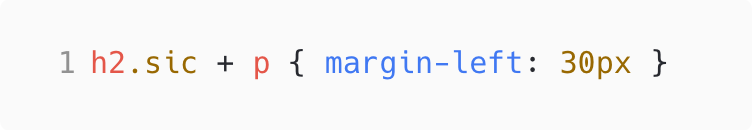 1 h2.sic + p { margin-left: 30px }